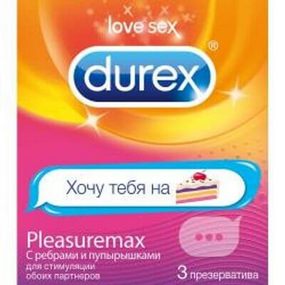 love sex
durex®
Хочу тебя на
Pleasuremax
С ребрами и пупырышками
для стимуляции
обоих партнеров
3 презерватива